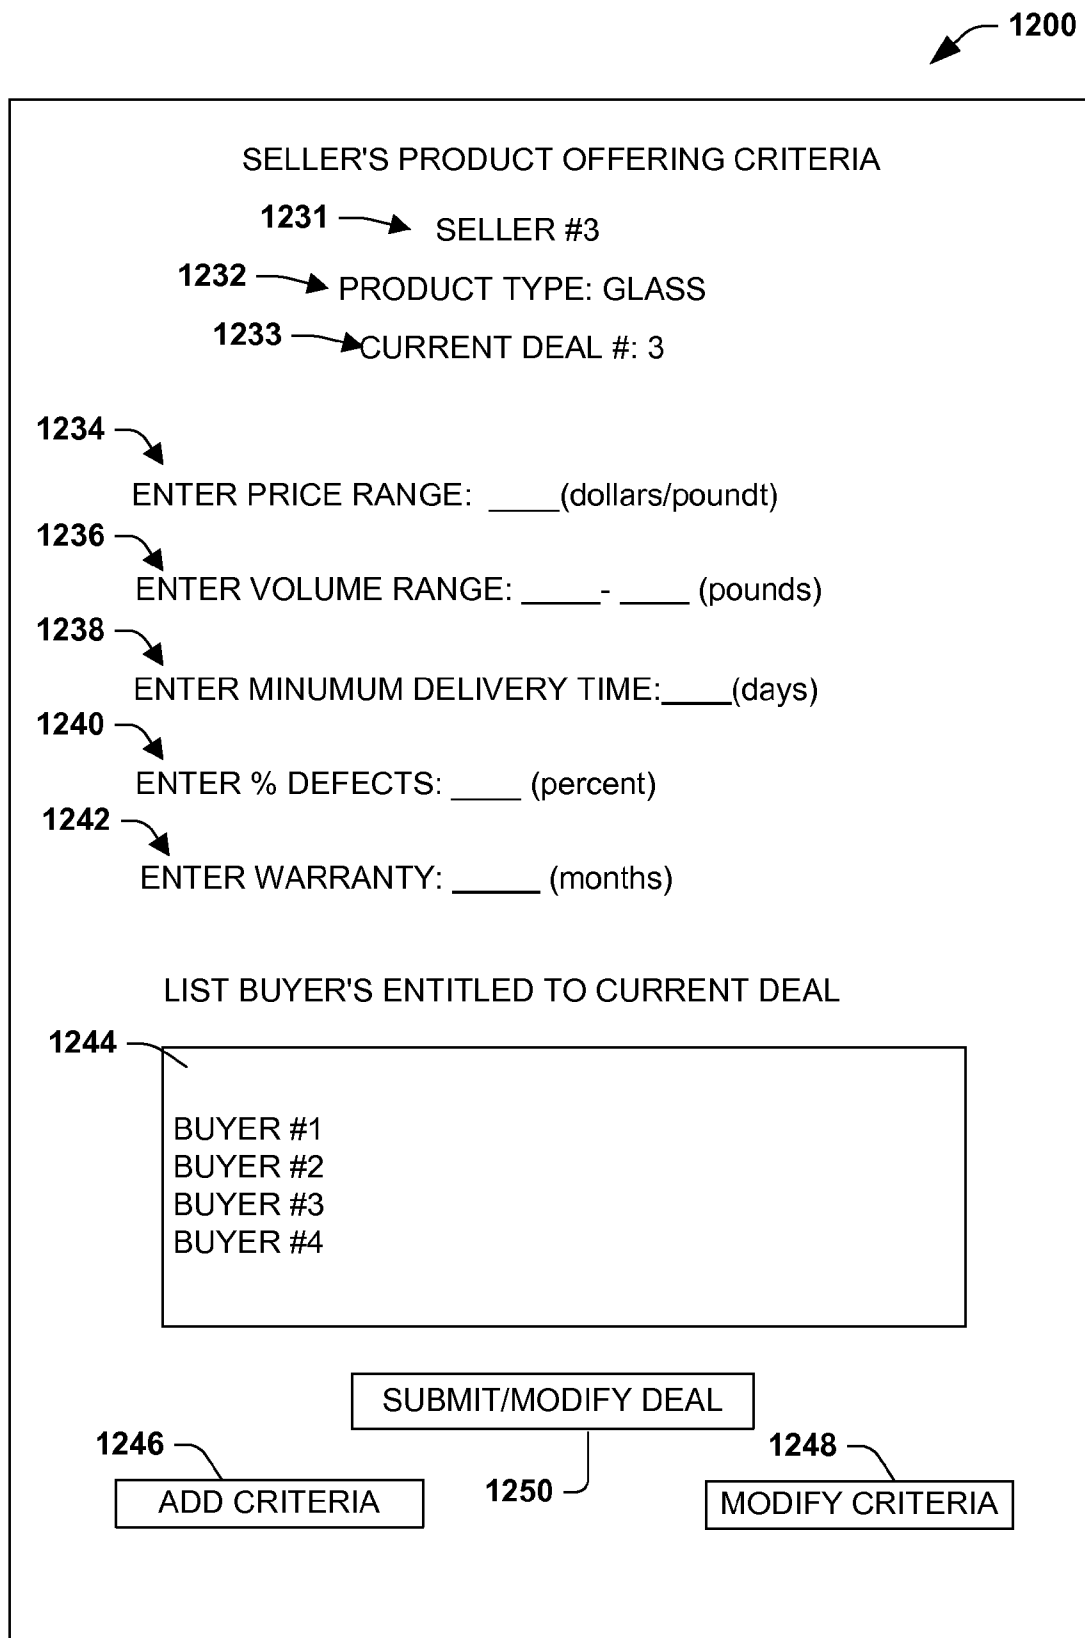 1200
SELLER'S PRODUCT OFFERING CRITERIA
1231
SELLER #3
1232
PRODUCT TYPE: GLASS
1233
CURRENT DEAL #: 3
1234
ENTER PRICE RANGE: ____(dollars/poundt)
1236
ENTER VOLUME RANGE: ____- ____ (pounds)
1238
ENTER MINUMUM DELIVERY TIME:____(days)
1240
ENTER % DEFECTS: ____ (percent)
1242
ENTER WARRANTY: _____ (months)
LIST BUYER'S ENTITLED TO CURRENT DEAL
1244
BUYER #1
BUYER #2
BUYER #3
BUYER #4
SUBMIT/MODIFY DEAL
1246
1250
1248
ADD CRITERIA
MODIFY CRITERIA